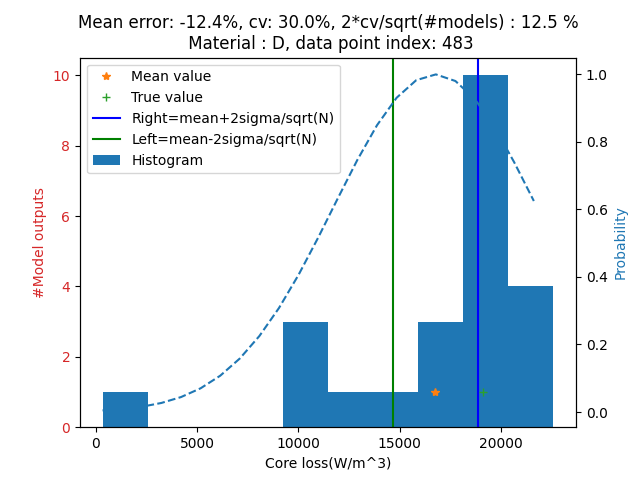 Mean error: -12.4%, cv: 30.0%, 2*cv/sqrt(#models) : 12.5 %
Material : D, data point index: 483
Mean value
True value
Right=mean+2sigma/sqrt(N)
Left=mean-2sigma/sqrt(N)
Histogram
10
8
6
4
2
0
#Model outputs
1.0
0.8
0.6
0.4
0.2
0.0
Probability
0 5000 10000 15000 20000
Core loss(W/m^3)